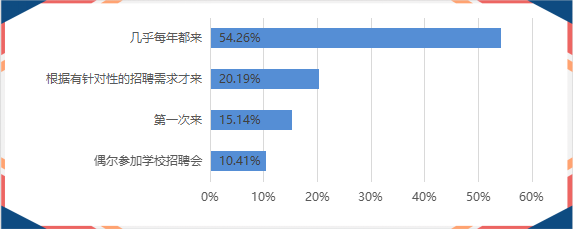 几乎每年都来 54.26%
根据有针对性的招聘需求才来 20.19%
第一次来 15.14%
偶尔参加学校招聘会 10.41%
0% 10% 20% 30% 40% 50% 60%